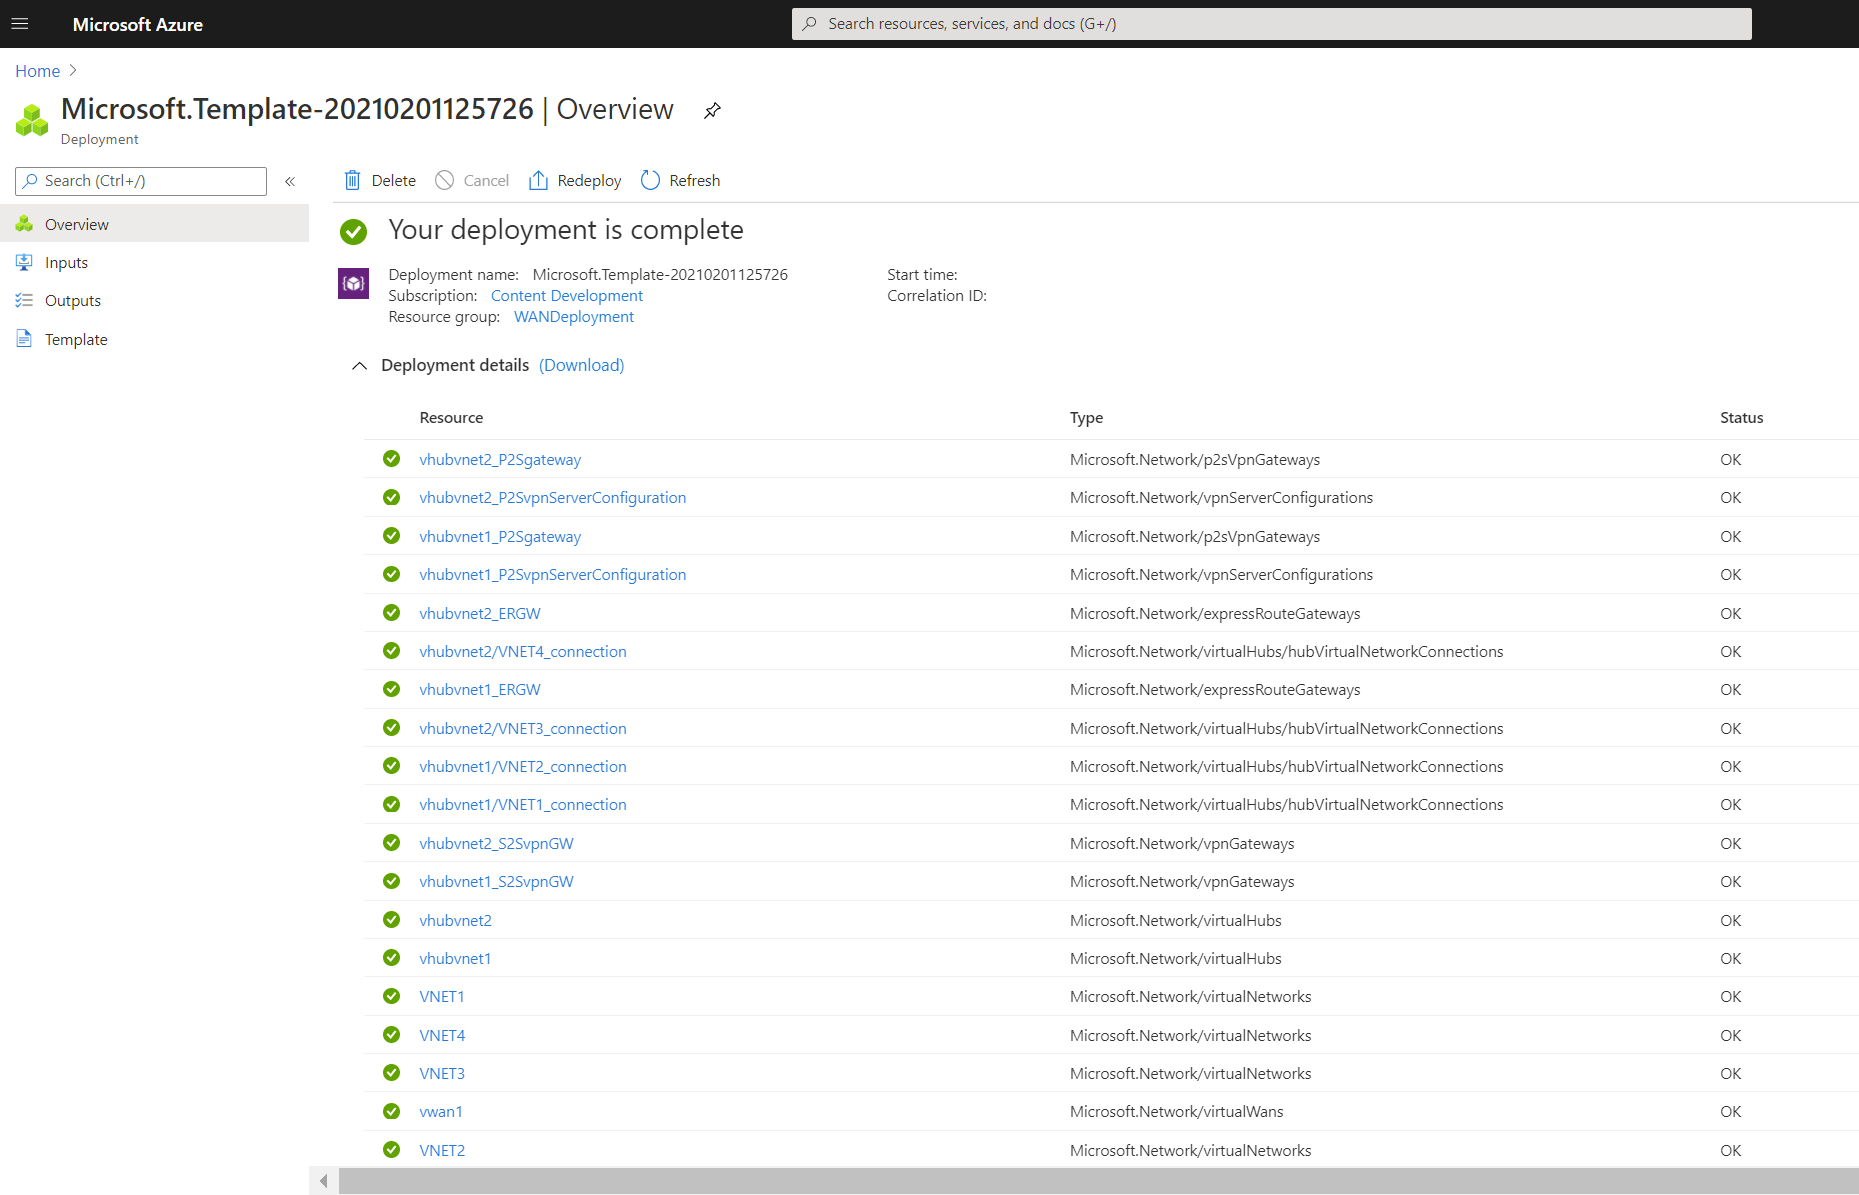 Microsoft Azure
Search resources, services, and docs (G+/)
Home
Microsoft.Template-20210201125726 | Overview
Deployment
Search (Ctrl+/)
«
Delete
Cancel
Redeploy
Refresh
Overview
Inputs
Outputs
Template
Your deployment is complete
Deployment name: Microsoft.Template-20210201125726
Subscription: Content Development
Resource group: WANDeployment
Start time:
Correlation ID:
Deployment details (Download)
Resource Type Status
vhubvnet2_P2Sgateway Microsoft.Network/p2sVpnGateways OK
vhubvnet2_P2SvpnServerConfiguration Microsoft.Network/vpnServerConfigurations OK
vhubvnet1_P2Sgateway Microsoft.Network/p2sVpnGateways OK
vhubvnet1_P2SvpnServerConfiguration Microsoft.Network/vpnServerConfigurations OK
vhubvnet2_ERGW Microsoft.Network/expressRouteGateways OK
vhubvnet2/VNET4_connection Microsoft.Network/virtualHubs/hubVirtualNetworkConnections OK
vhubvnet1_ERGW Microsoft.Network/expressRouteGateways OK
vhubvnet2/VNET3_connection Microsoft.Network/virtualHubs/hubVirtualNetworkConnections OK
vhubvnet1/VNET2_connection Microsoft.Network/virtualHubs/hubVirtualNetworkConnections OK
vhubvnet1/VNET1_connection Microsoft.Network/virtualHubs/hubVirtualNetworkConnections OK
vhubvnet2_S2SvpnGW Microsoft.Network/vpnGateways OK
vhubvnet1_S2SvpnGW Microsoft.Network/vpnGateways OK
vhubvnet2 Microsoft.Network/virtualHubs OK
vhubvnet1 Microsoft.Network/virtualHubs OK
VNET1 Microsoft.Network/virtualNetworks OK
VNET4 Microsoft.Network/virtualNetworks OK
VNET3 Microsoft.Network/virtualNetworks OK
vwan1 Microsoft.Network/virtualWans OK
VNET2 Microsoft.Network/virtualNetworks OK